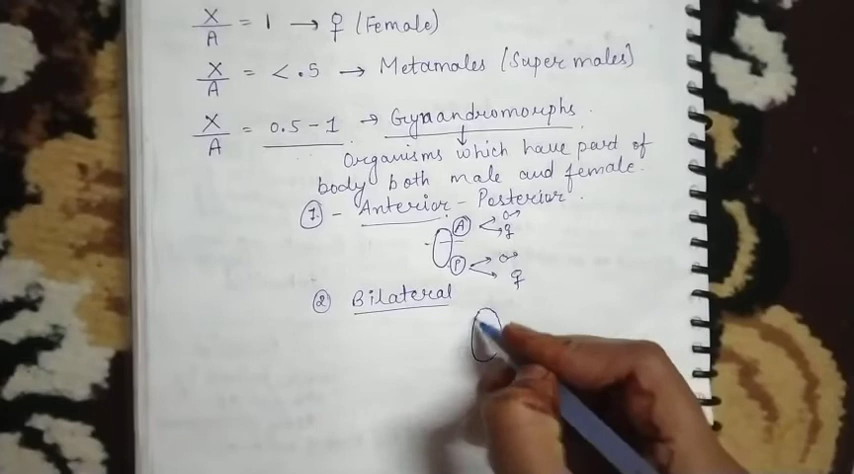 X/A = 1 → ♀ (Female)
X/A = < .5 → Metamales (Super males)
X/A = 0.5 - 1 → Gynandromorphs.
↓
Organisms which have part of
body both male and female.
① - Anterior - Posterior.
A ♂ ♀
P ♂ ♀
② Bilateral